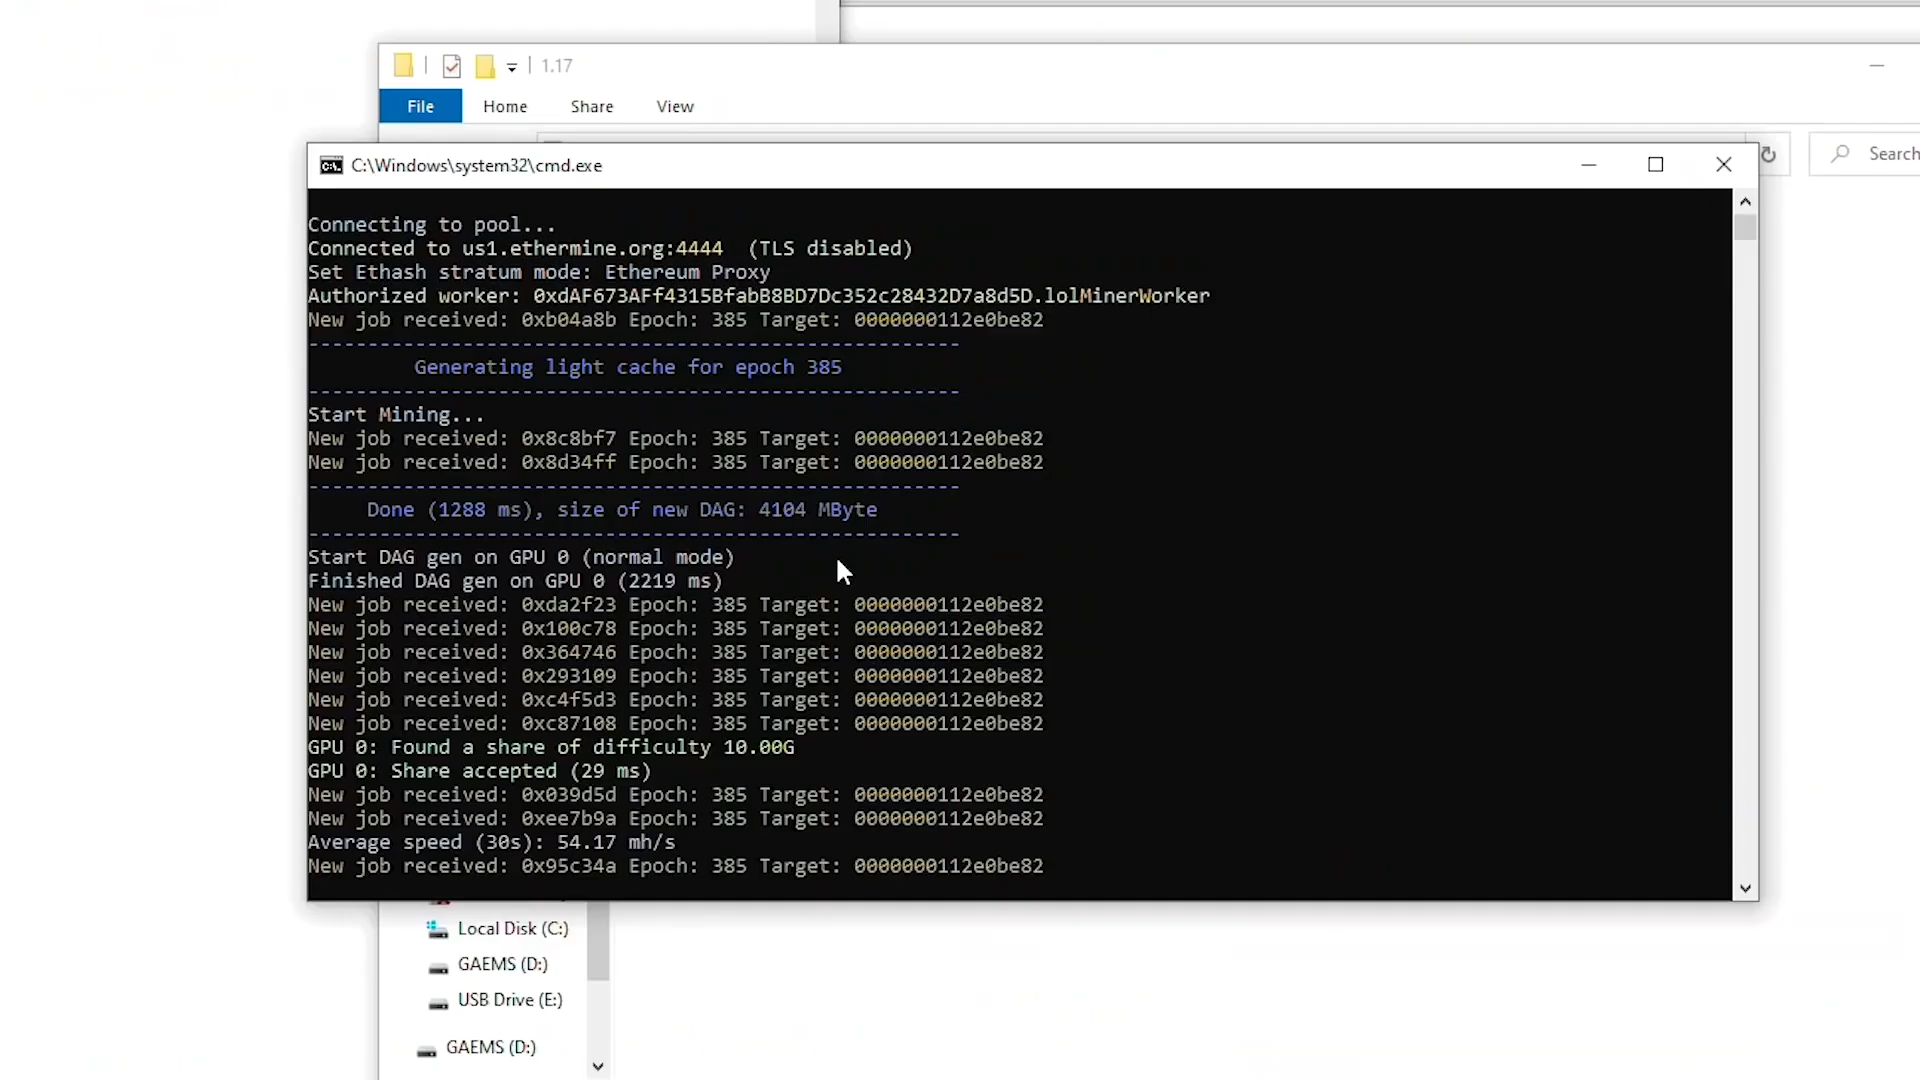 1.17
File Home Share View
Search
C:\Windows\system32\cmd.exe
Connecting to pool...
Connected to us1.ethermine.org:4444 (TLS disabled)
Set Ethash stratum mode: Ethereum Proxy
Authorized worker: 0xdAF673AFf4315BfabB8BD7Dc352c28432D7a8d5D.lolMinerWorker
New job received: 0xb04a8b Epoch: 385 Target: 0000000112e0be82
-------------------------------------------------------
Generating light cache for epoch 385
-------------------------------------------------------
Start Mining...
New job received: 0x8c8bf7 Epoch: 385 Target: 0000000112e0be82
New job received: 0x8d34ff Epoch: 385 Target: 0000000112e0be82
-------------------------------------------------------
Done (1288 ms), size of new DAG: 4104 MByte
-------------------------------------------------------
Start DAG gen on GPU 0 (normal mode)
Finished DAG gen on GPU 0 (2219 ms)
New job received: 0xda2f23 Epoch: 385 Target: 0000000112e0be82
New job received: 0x100c78 Epoch: 385 Target: 0000000112e0be82
New job received: 0x364746 Epoch: 385 Target: 0000000112e0be82
New job received: 0x293109 Epoch: 385 Target: 0000000112e0be82
New job received: 0xc4f5d3 Epoch: 385 Target: 0000000112e0be82
New job received: 0xc87108 Epoch: 385 Target: 0000000112e0be82
GPU 0: Found a share of difficulty 10.00G
GPU 0: Share accepted (29 ms)
New job received: 0x039d5d Epoch: 385 Target: 0000000112e0be82
New job received: 0xee7b9a Epoch: 385 Target: 0000000112e0be82
Average speed (30s): 54.17 mh/s
New job received: 0x95c34a Epoch: 385 Target: 0000000112e0be82
Local Disk (C:)
GAEMS (D:)
USB Drive (E:)
GAEMS (D:)